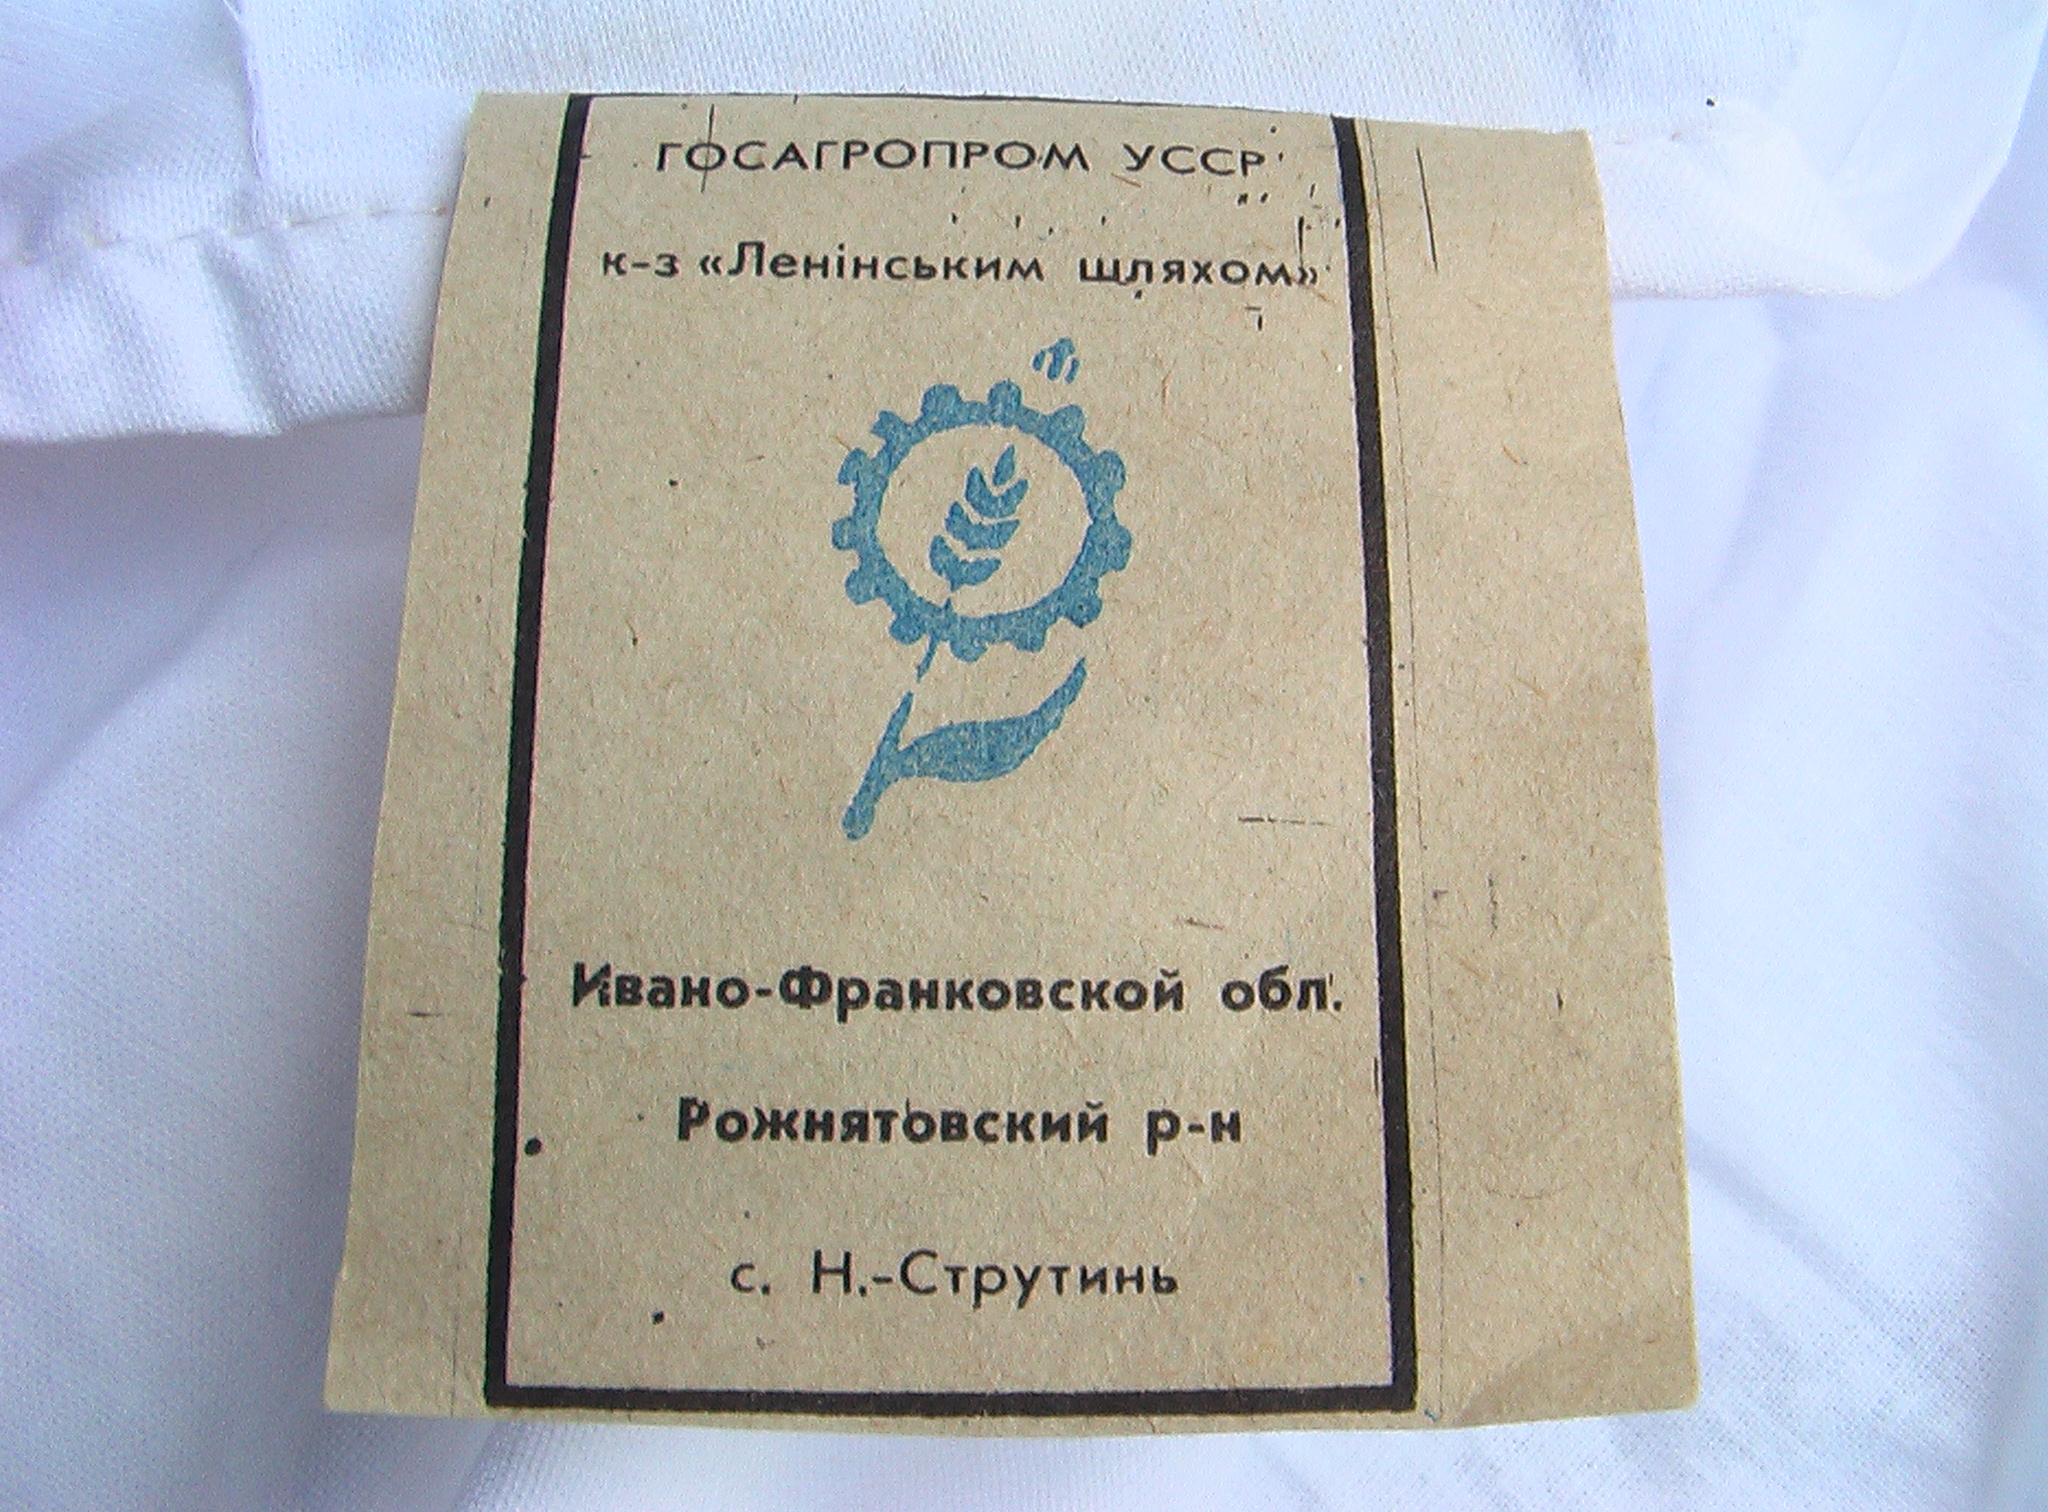 ГОСАГРОПРОМ УССР
к-з «Ленінським шляхом»
Ивано-Франковской обл.
Рожнятовский р-н
с. Н.-Струтинь